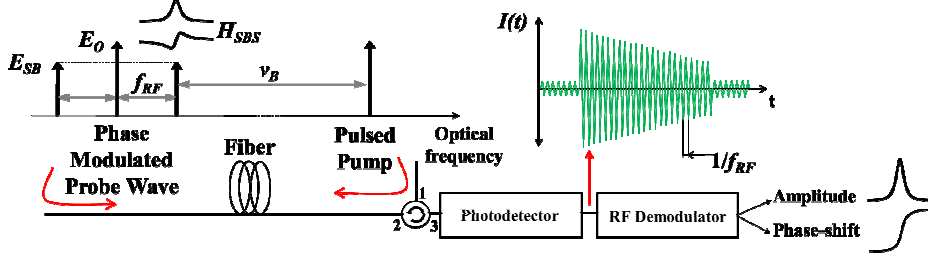 H_SBS
I(t)
E_O
E_SB
f_RF
ν_B
t
Phase
Modulated
Probe Wave
Fiber
Pulsed
Pump
Optical
frequency
1/f_RF
1
2
3
Photodetector
RF Demodulator
Amplitude
Phase-shift